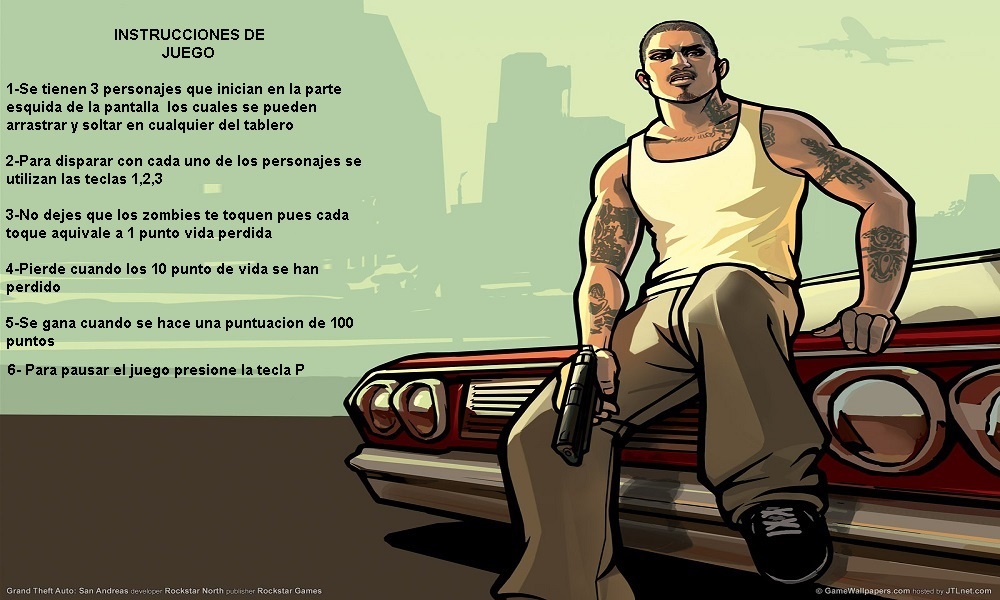 INSTRUCCIONES DE
JUEGO
1-Se tienen 3 personajes que inician en la parte
esquida de la pantalla los cuales se pueden
arrastrar y soltar en cualquier del tablero
2-Para disparar con cada uno de los personajes se
utilizan las teclas 1,2,3
3-No dejes que los zombies te toquen pues cada
toque aquivale a 1 punto vida perdida
4-Pierde cuando los 10 punto de vida se han
perdido
5-Se gana cuando se hace una puntuacion de 100
puntos
6- Para pausar el juego presione la tecla P
Grand Theft Auto: San Andreas developer Rockstar North publisher Rockstar Games
© GameWallpapers.com hosted by JTLnet.com